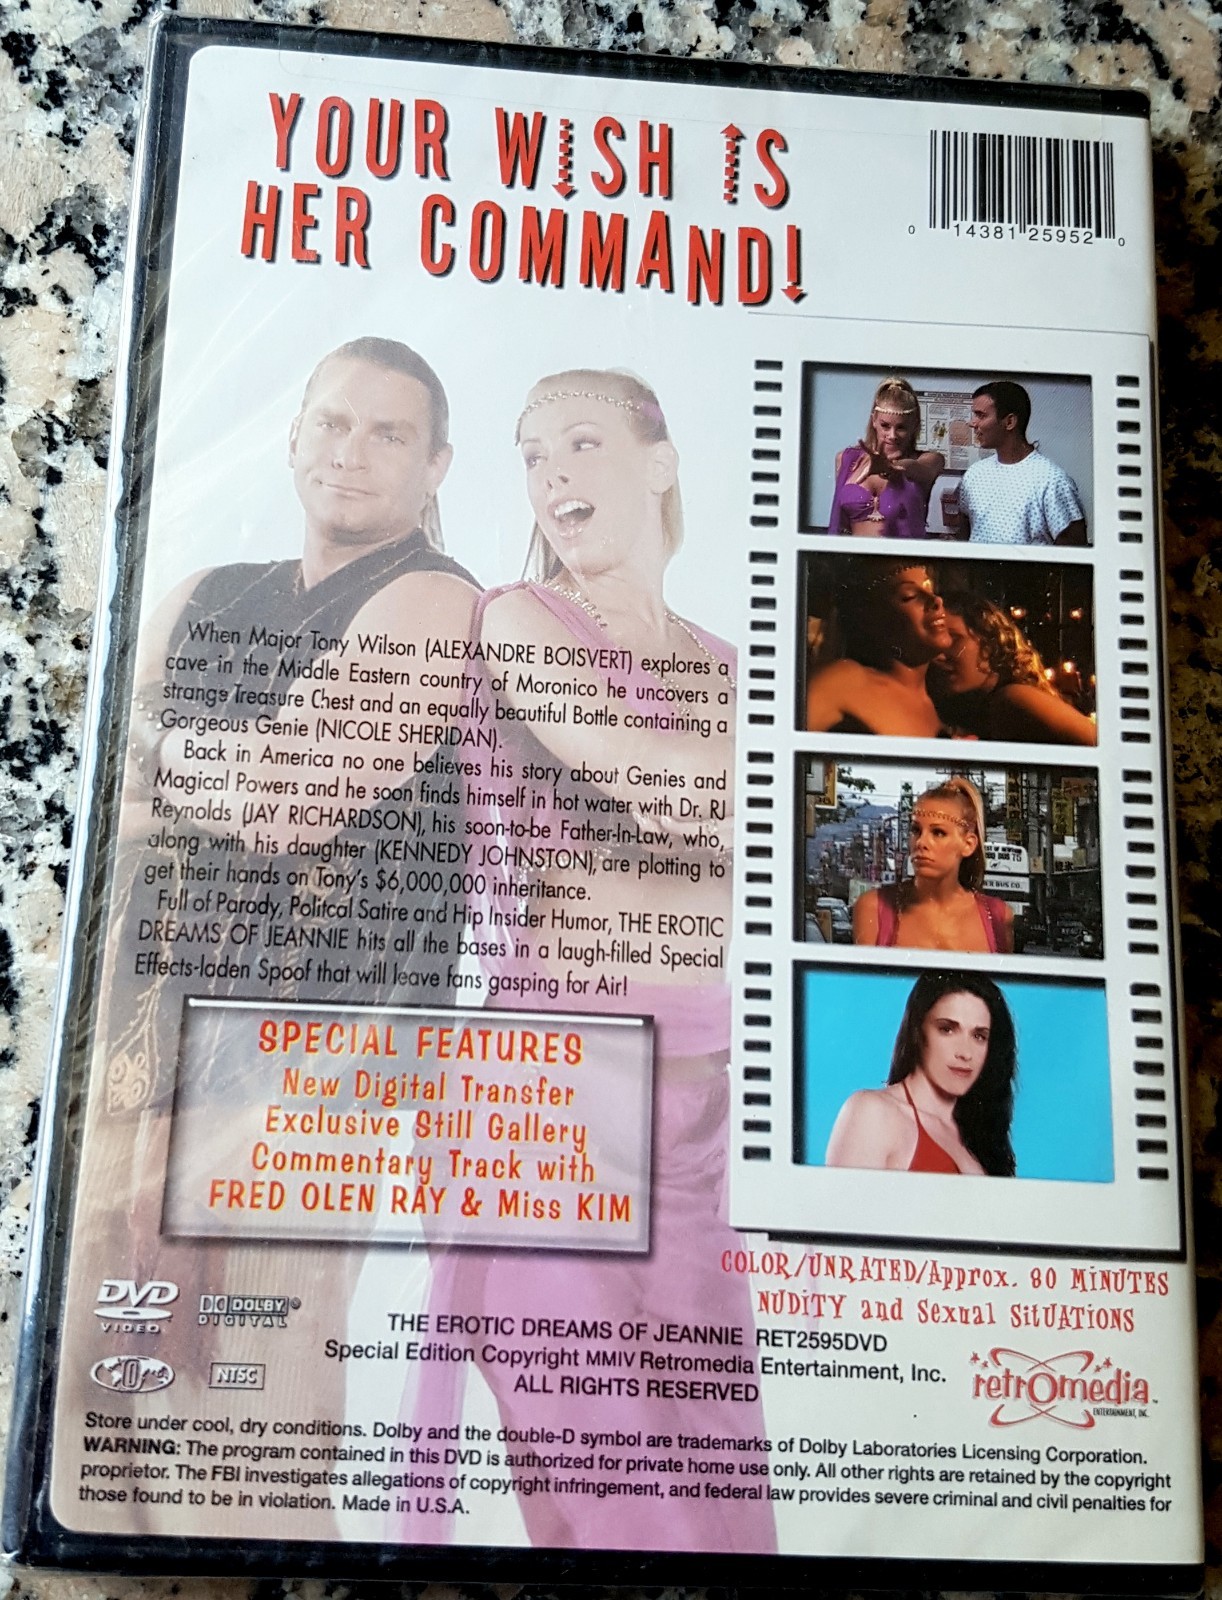 YOUR WISH IS
HER COMMAND!
0 14381 25952 0
When Major Tony Wilson (ALEXANDRE BOISVERT) explores a
cave in the Middle Eastern country of Moronico he uncovers a
strange Treasure Chest and an equally beautiful Bottle containing a
Gorgeous Genie (NICOLE SHERIDAN).
Back in America no one believes his story about Genies and
Magical Powers and he soon finds himself in hot water with Dr. RJ
Reynolds (JAY RICHARDSON), his soon-to-be Father-In-Law, who,
along with his daughter (KENNEDY JOHNSTON), are plotting to
get their hands on Tony's $6,000,000 inheritance.
Full of Parody, Politcal Satire and Hip Insider Humor, THE EROTIC
DREAMS OF JEANNIE hits all the bases in a laugh-filled Special
Effects-laden Spoof that will leave fans gasping for Air!
SPECIAL FEATURES
New Digital Transfer
Exclusive Still Gallery
Commentary Track with
FRED OLEN RAY & Miss KIM
COLOR/UNRATED/Approx. 80 MINUTES
NUDITY and Sexual SITUATIONS
DVD
VIDEO
DOLBY
DIGITAL
0
NTSC
THE EROTIC DREAMS OF JEANNIE RET2595DVD
Special Edition Copyright MMIV Retromedia Entertainment, Inc.
ALL RIGHTS RESERVED
retromedia
ENTERTAINMENT, INC.
Store under cool, dry conditions. Dolby and the double-D symbol are trademarks of Dolby Laboratories Licensing Corporation.
WARNING: The program contained in this DVD is authorized for private home use only. All other rights are retained by the copyright
proprietor. The FBI investigates allegations of copyright infringement, and federal law provides severe criminal and civil penalties for
those found to be in violation. Made in U.S.A.